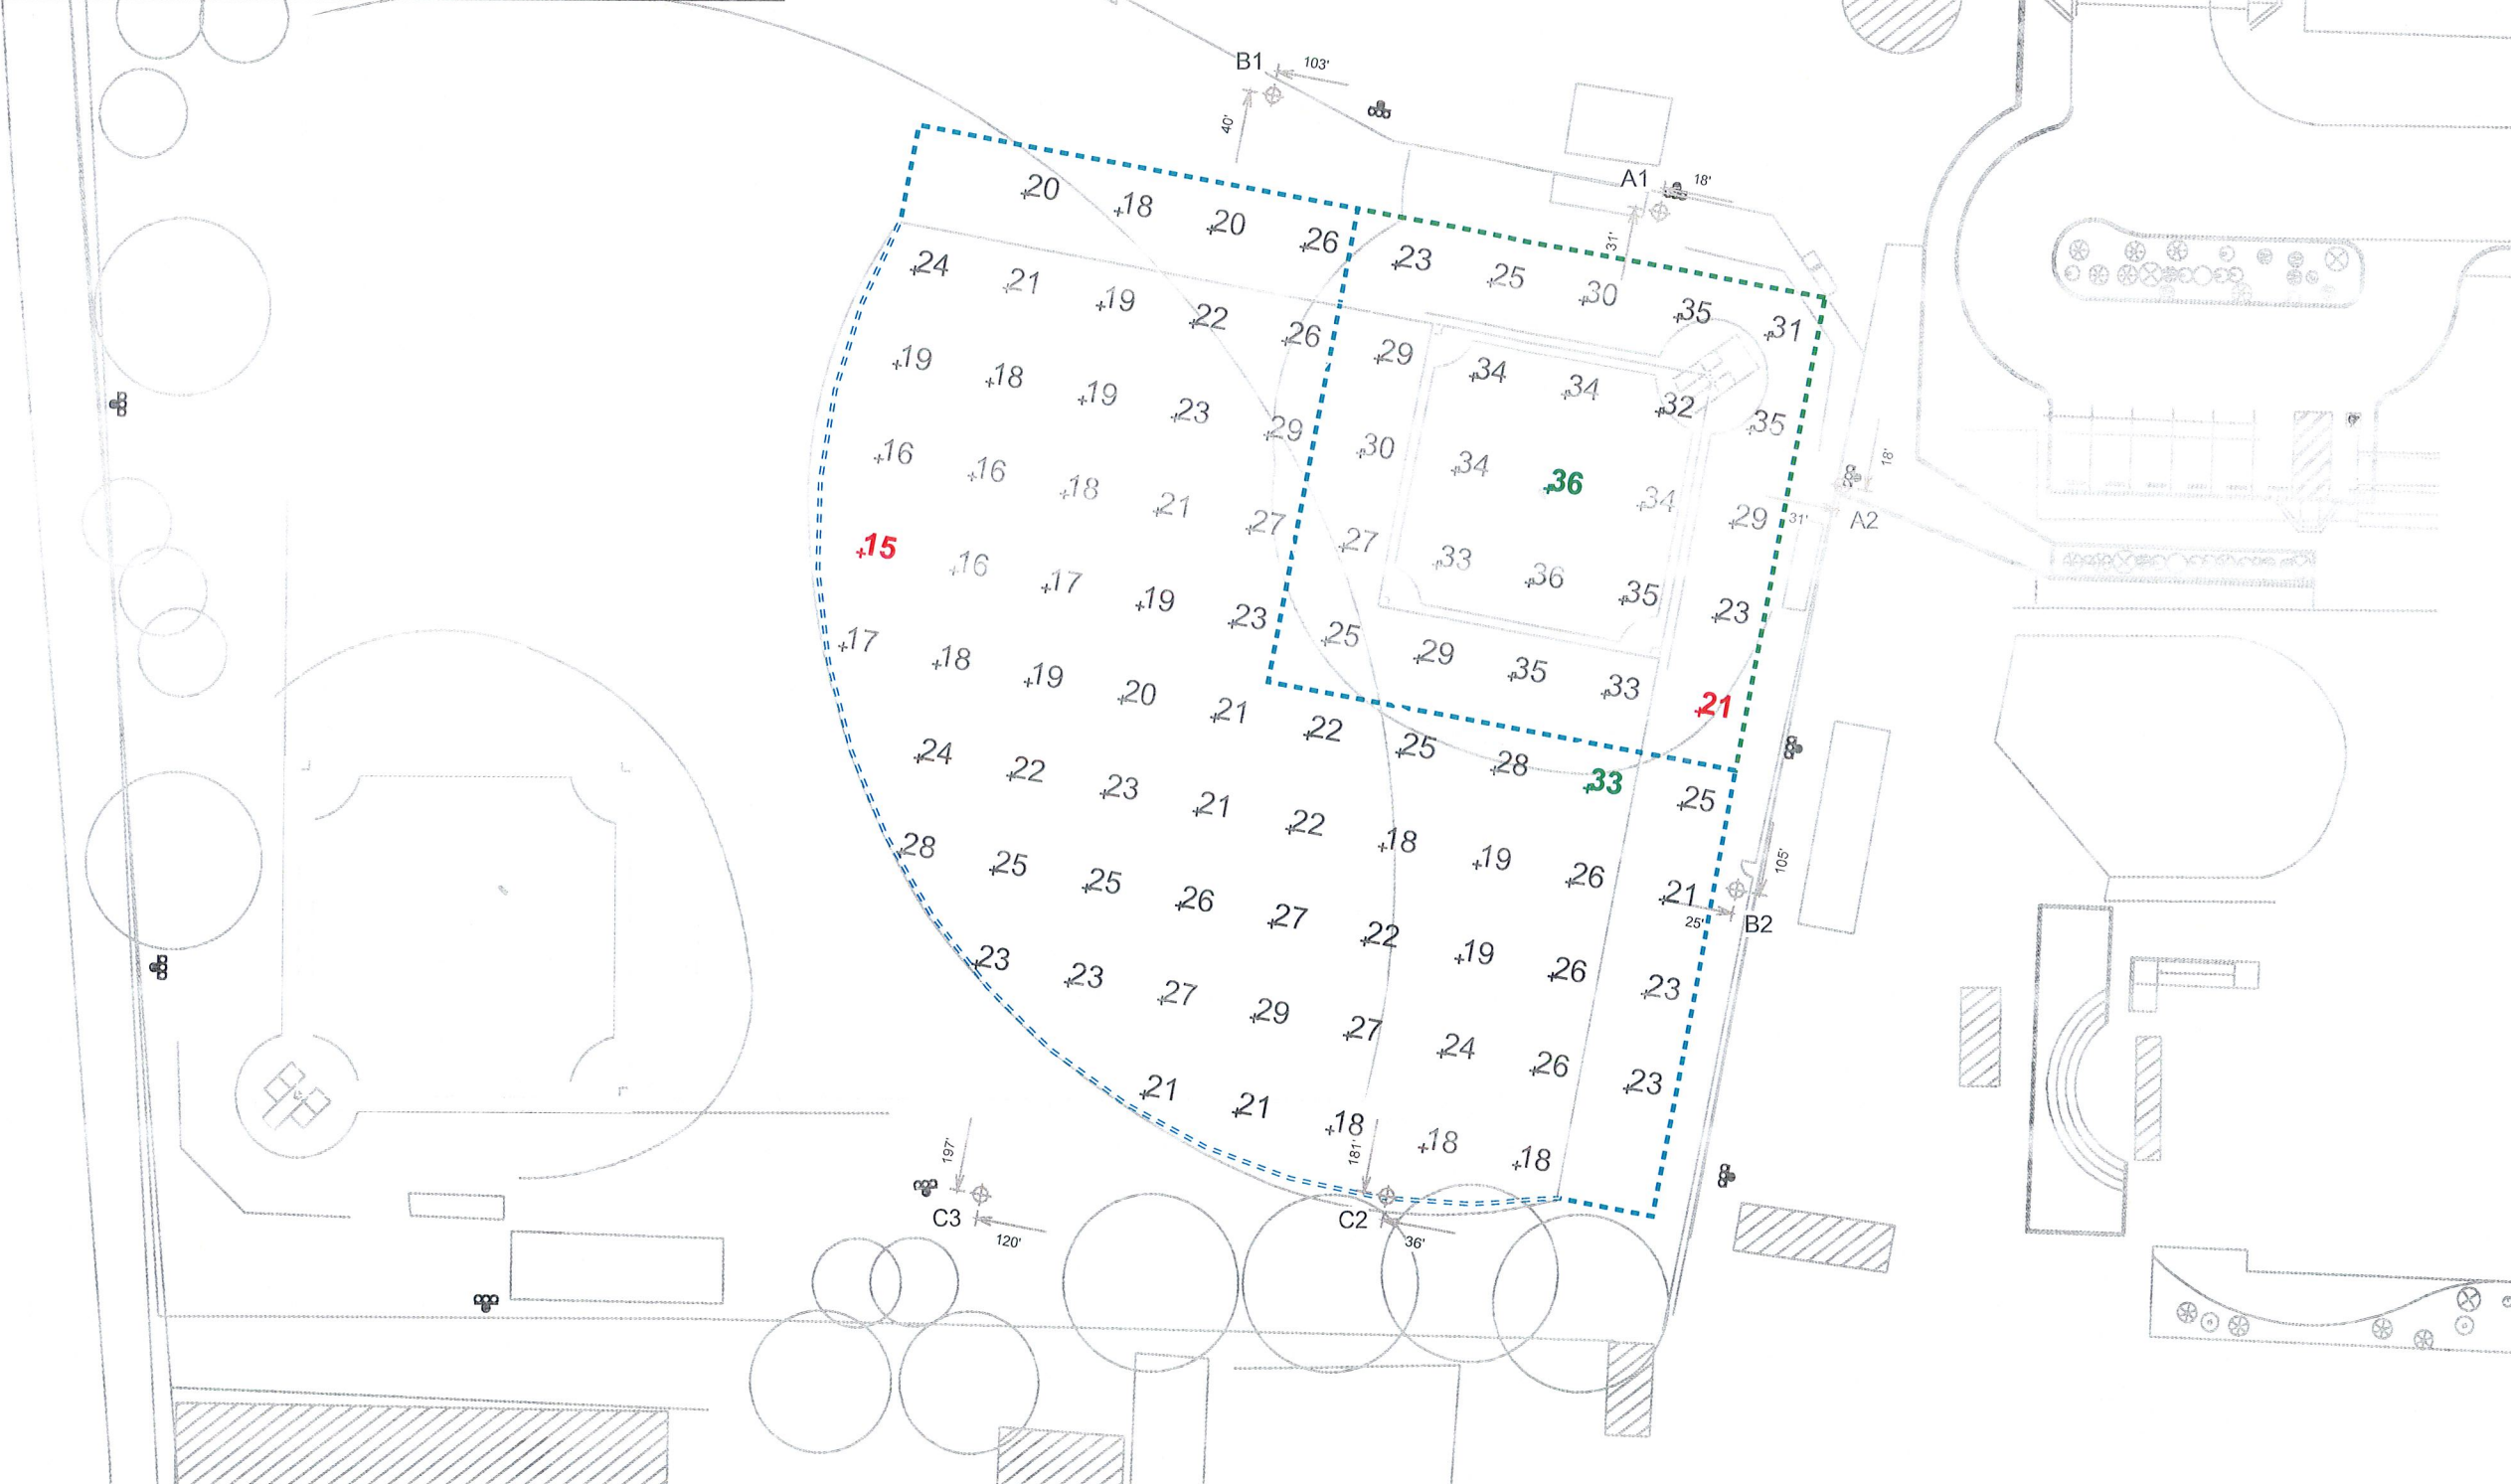 B1 103'
40'
A1 18'
31'
20 18 20 26 23 25 30 35 31
24 21 19 22 26 29 34 34 32 35
19 18 19 23 29 30 34 36 34 29
16 16 18 21 27 27 33 36 35 23
15 16 17 19 23 25 29 35 33 21
17 18 19 20 21 22 25 28 33 25
24 22 23 21 22 18 19 26 21
28 25 25 26 27 22 19 26 23
23 23 27 29 27 24 26 23
21 21 18 18 18
18'
31' A2
105'
25' B2
197'
C3
120'
181'
C2
36'